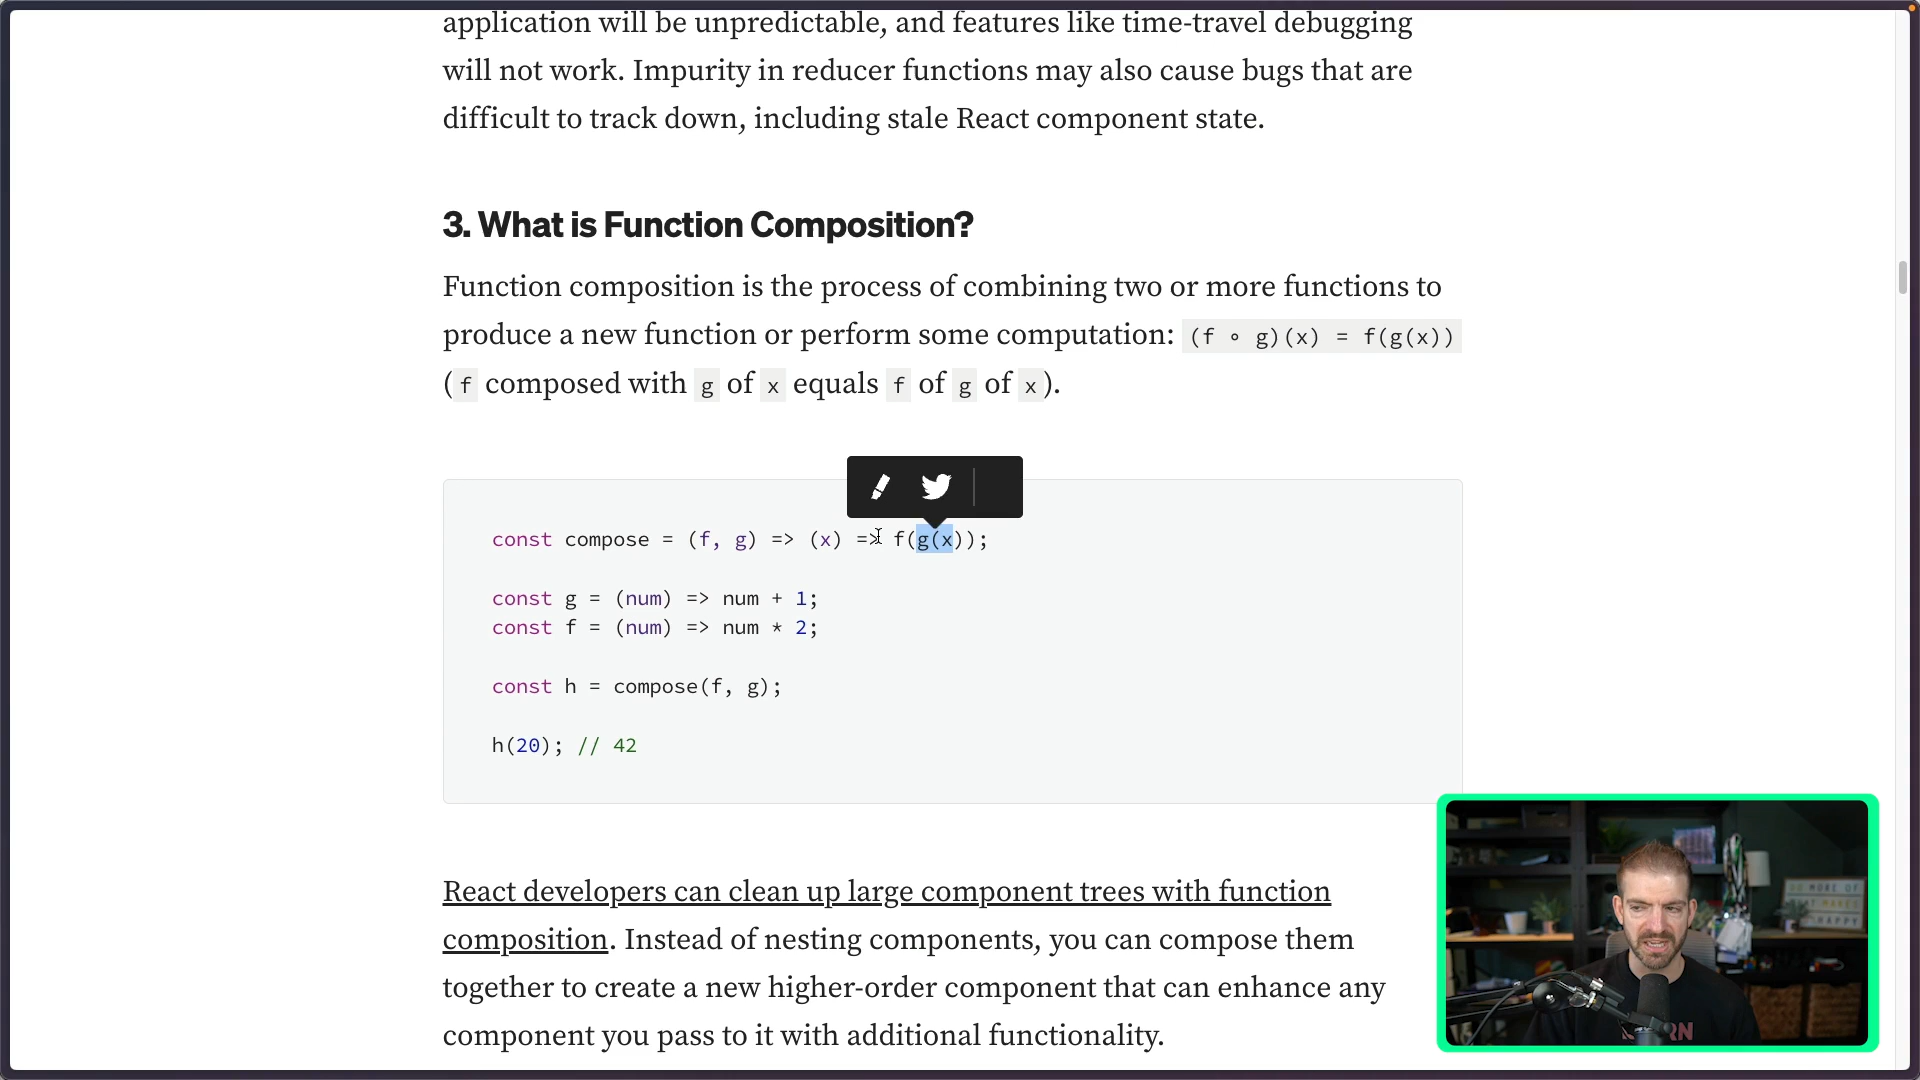 application will be unpredictable, and features like time-travel debugging
will not work. Impurity in reducer functions may also cause bugs that are
difficult to track down, including stale React component state.
3. What is Function Composition?
Function composition is the process of combining two or more functions to
produce a new function or perform some computation: (f ∘ g)(x) = f(g(x))
(f composed with g of x equals f of g of x).
const compose = (f, g) => (x) => f(g(x));
const g = (num) => num + 1;
const f = (num) => num * 2;
const h = compose(f, g);
h(20); // 42
React developers can clean up large component trees with function
composition. Instead of nesting components, you can compose them
together to create a new higher-order component that can enhance any
component you pass to it with additional functionality.